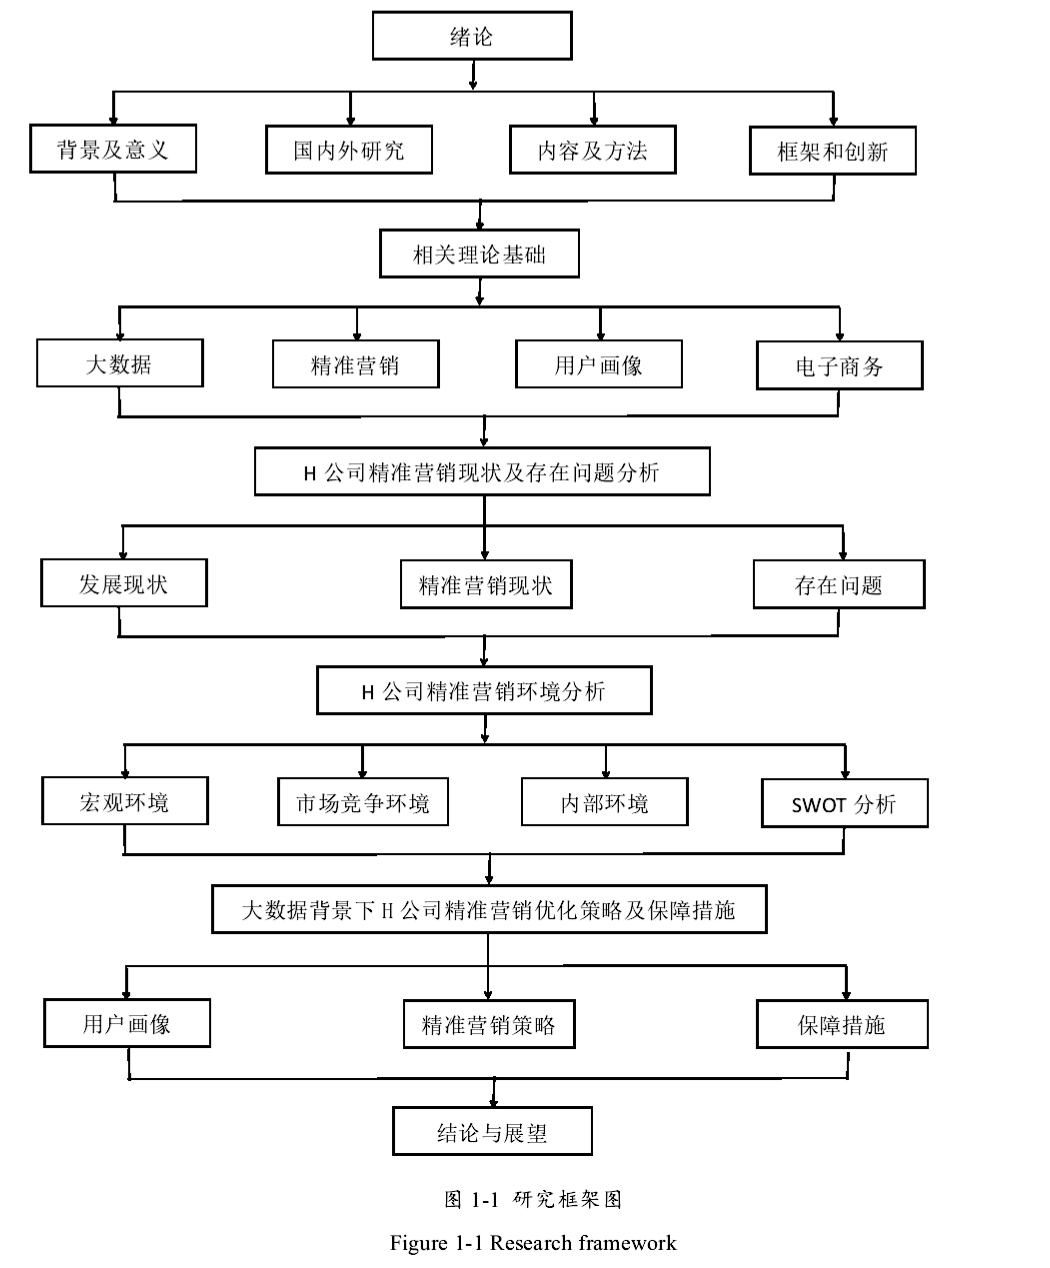 绪论
背景及意义
国内外研究
内容及方法
框架和创新
相关理论基础
大数据
精准营销
用户画像
电子商务
H 公司精准营销现状及存在问题分析
发展现状
精准营销现状
存在问题
H 公司精准营销环境分析
宏观环境
市场竞争环境
内部环境
SWOT 分析
大数据背景下 H 公司精准营销优化策略及保障措施
用户画像
精准营销策略
保障措施
结论与展望
图 1-1 研究框架图
Figure 1-1 Research framework